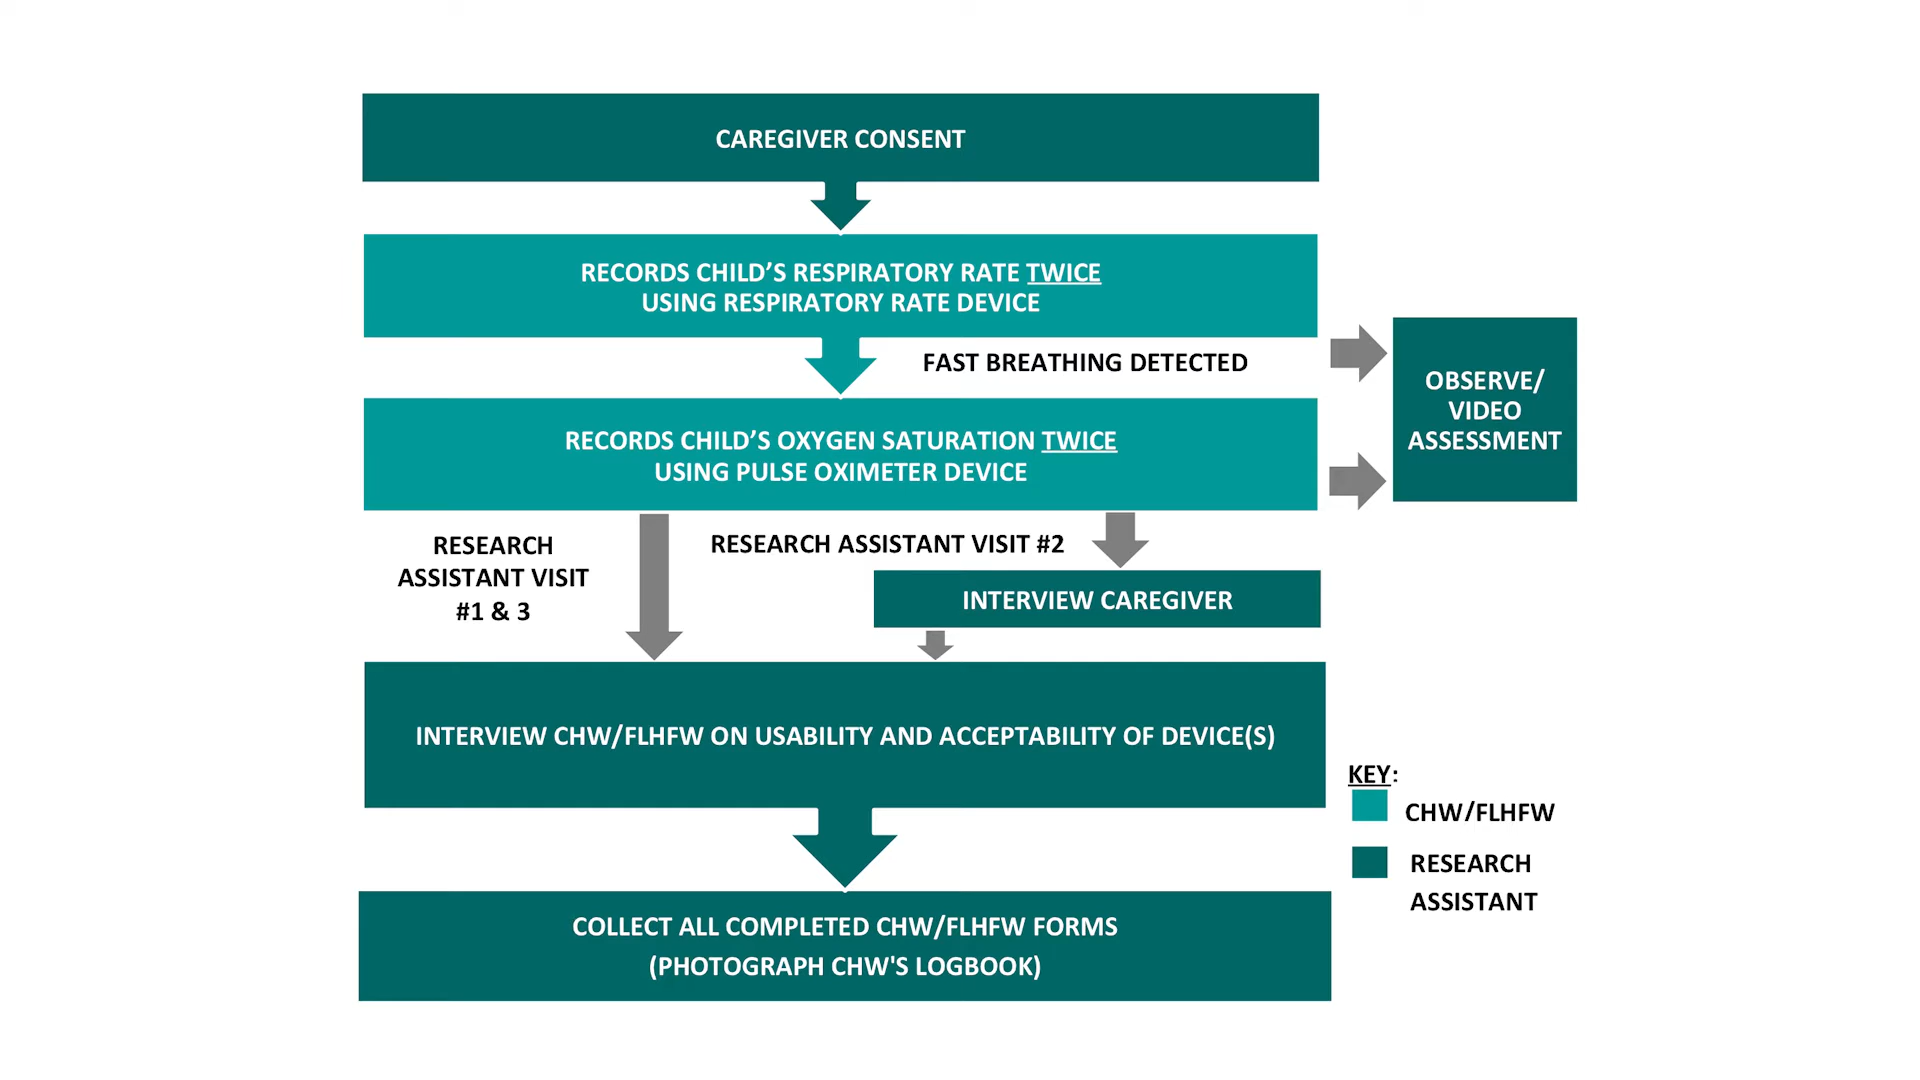 CAREGIVER CONSENT
RECORDS CHILD’S RESPIRATORY RATE TWICE
USING RESPIRATORY RATE DEVICE
FAST BREATHING DETECTED
OBSERVE/
VIDEO
ASSESSMENT
RECORDS CHILD’S OXYGEN SATURATION TWICE
USING PULSE OXIMETER DEVICE
RESEARCH
ASSISTANT VISIT
#1 & 3
RESEARCH ASSISTANT VISIT #2
INTERVIEW CAREGIVER
INTERVIEW CHW/FLHFW ON USABILITY AND ACCEPTABILITY OF DEVICE(S)
KEY:
CHW/FLHFW
RESEARCH
ASSISTANT
COLLECT ALL COMPLETED CHW/FLHFW FORMS
(PHOTOGRAPH CHW'S LOGBOOK)